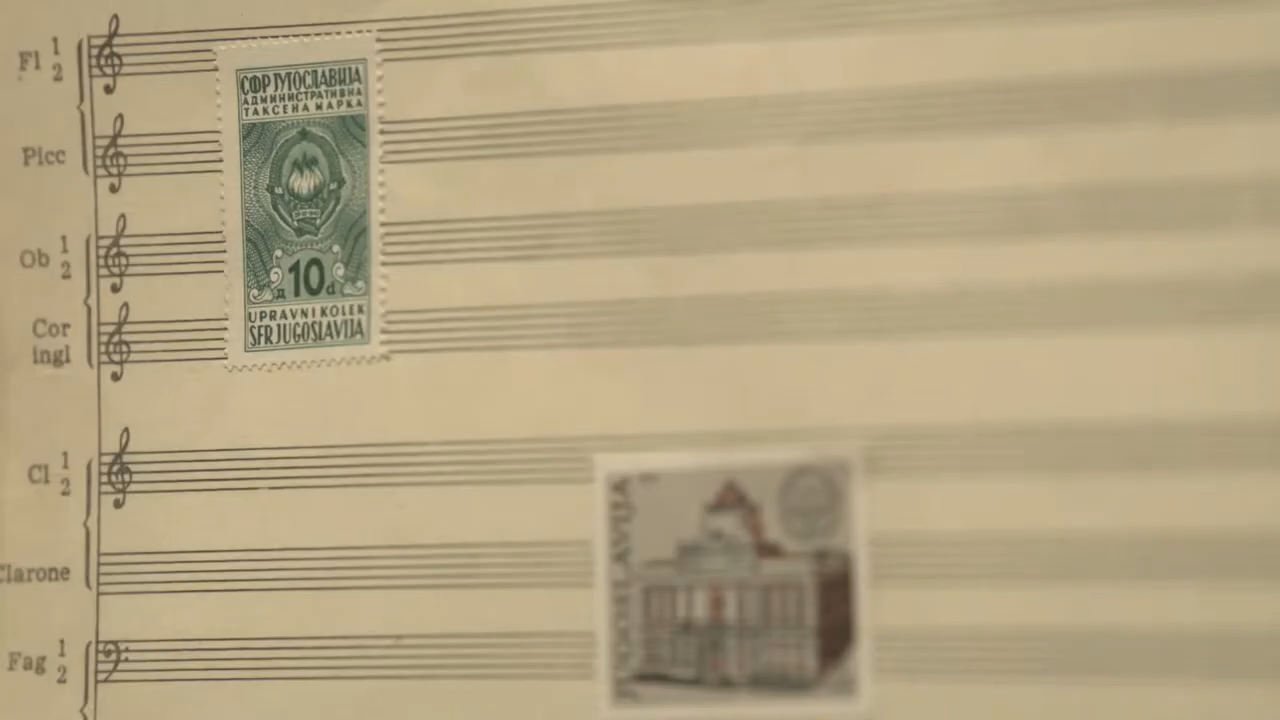 Fl 1
2
Picc
Ob 1
2
Cor
ingl
Cl 1
2
Clarone
Fag 1
2
СФР ЈУГОСЛАВИЈА
АДМИНИСТРАТИВНА
ТАКСЕНА МАРКА
Д 10 d
UPRAVNI KOLEK
SFR JUGOSLAVIJA
JUGOSLAVIJA